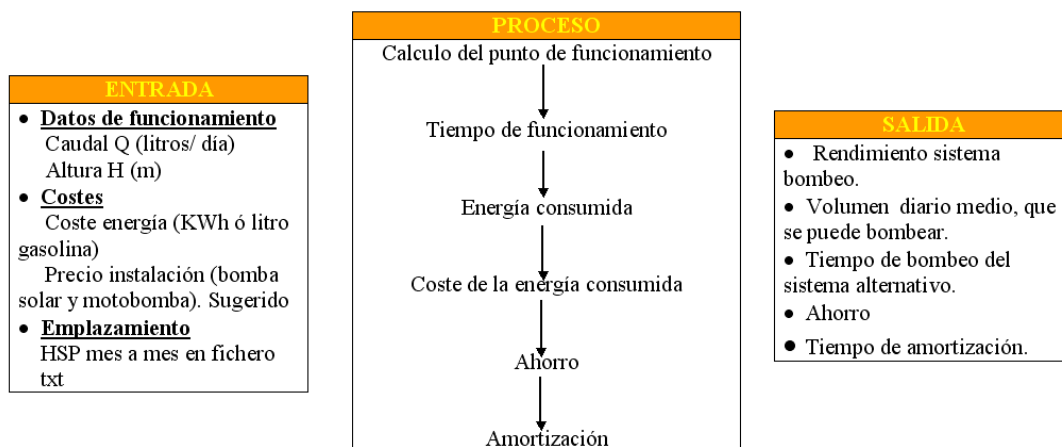 ENTRADA
● Datos de funcionamiento
Caudal Q (litros/ día)
Altura H (m)
● Costes
Coste energía (KWh ó litro
gasolina)
Precio instalación (bomba
solar y motobomba). Sugerido
● Emplazamiento
HSP mes a mes en fichero
txt
PROCESO
Calculo del punto de funcionamiento
Tiempo de funcionamiento
Energía consumida
Coste de la energía consumida
Ahorro
Amortización
SALIDA
● Rendimiento sistema
bombeo.
● Volumen diario medio, que
se puede bombear.
● Tiempo de bombeo del
sistema alternativo.
● Ahorro
● Tiempo de amortización.